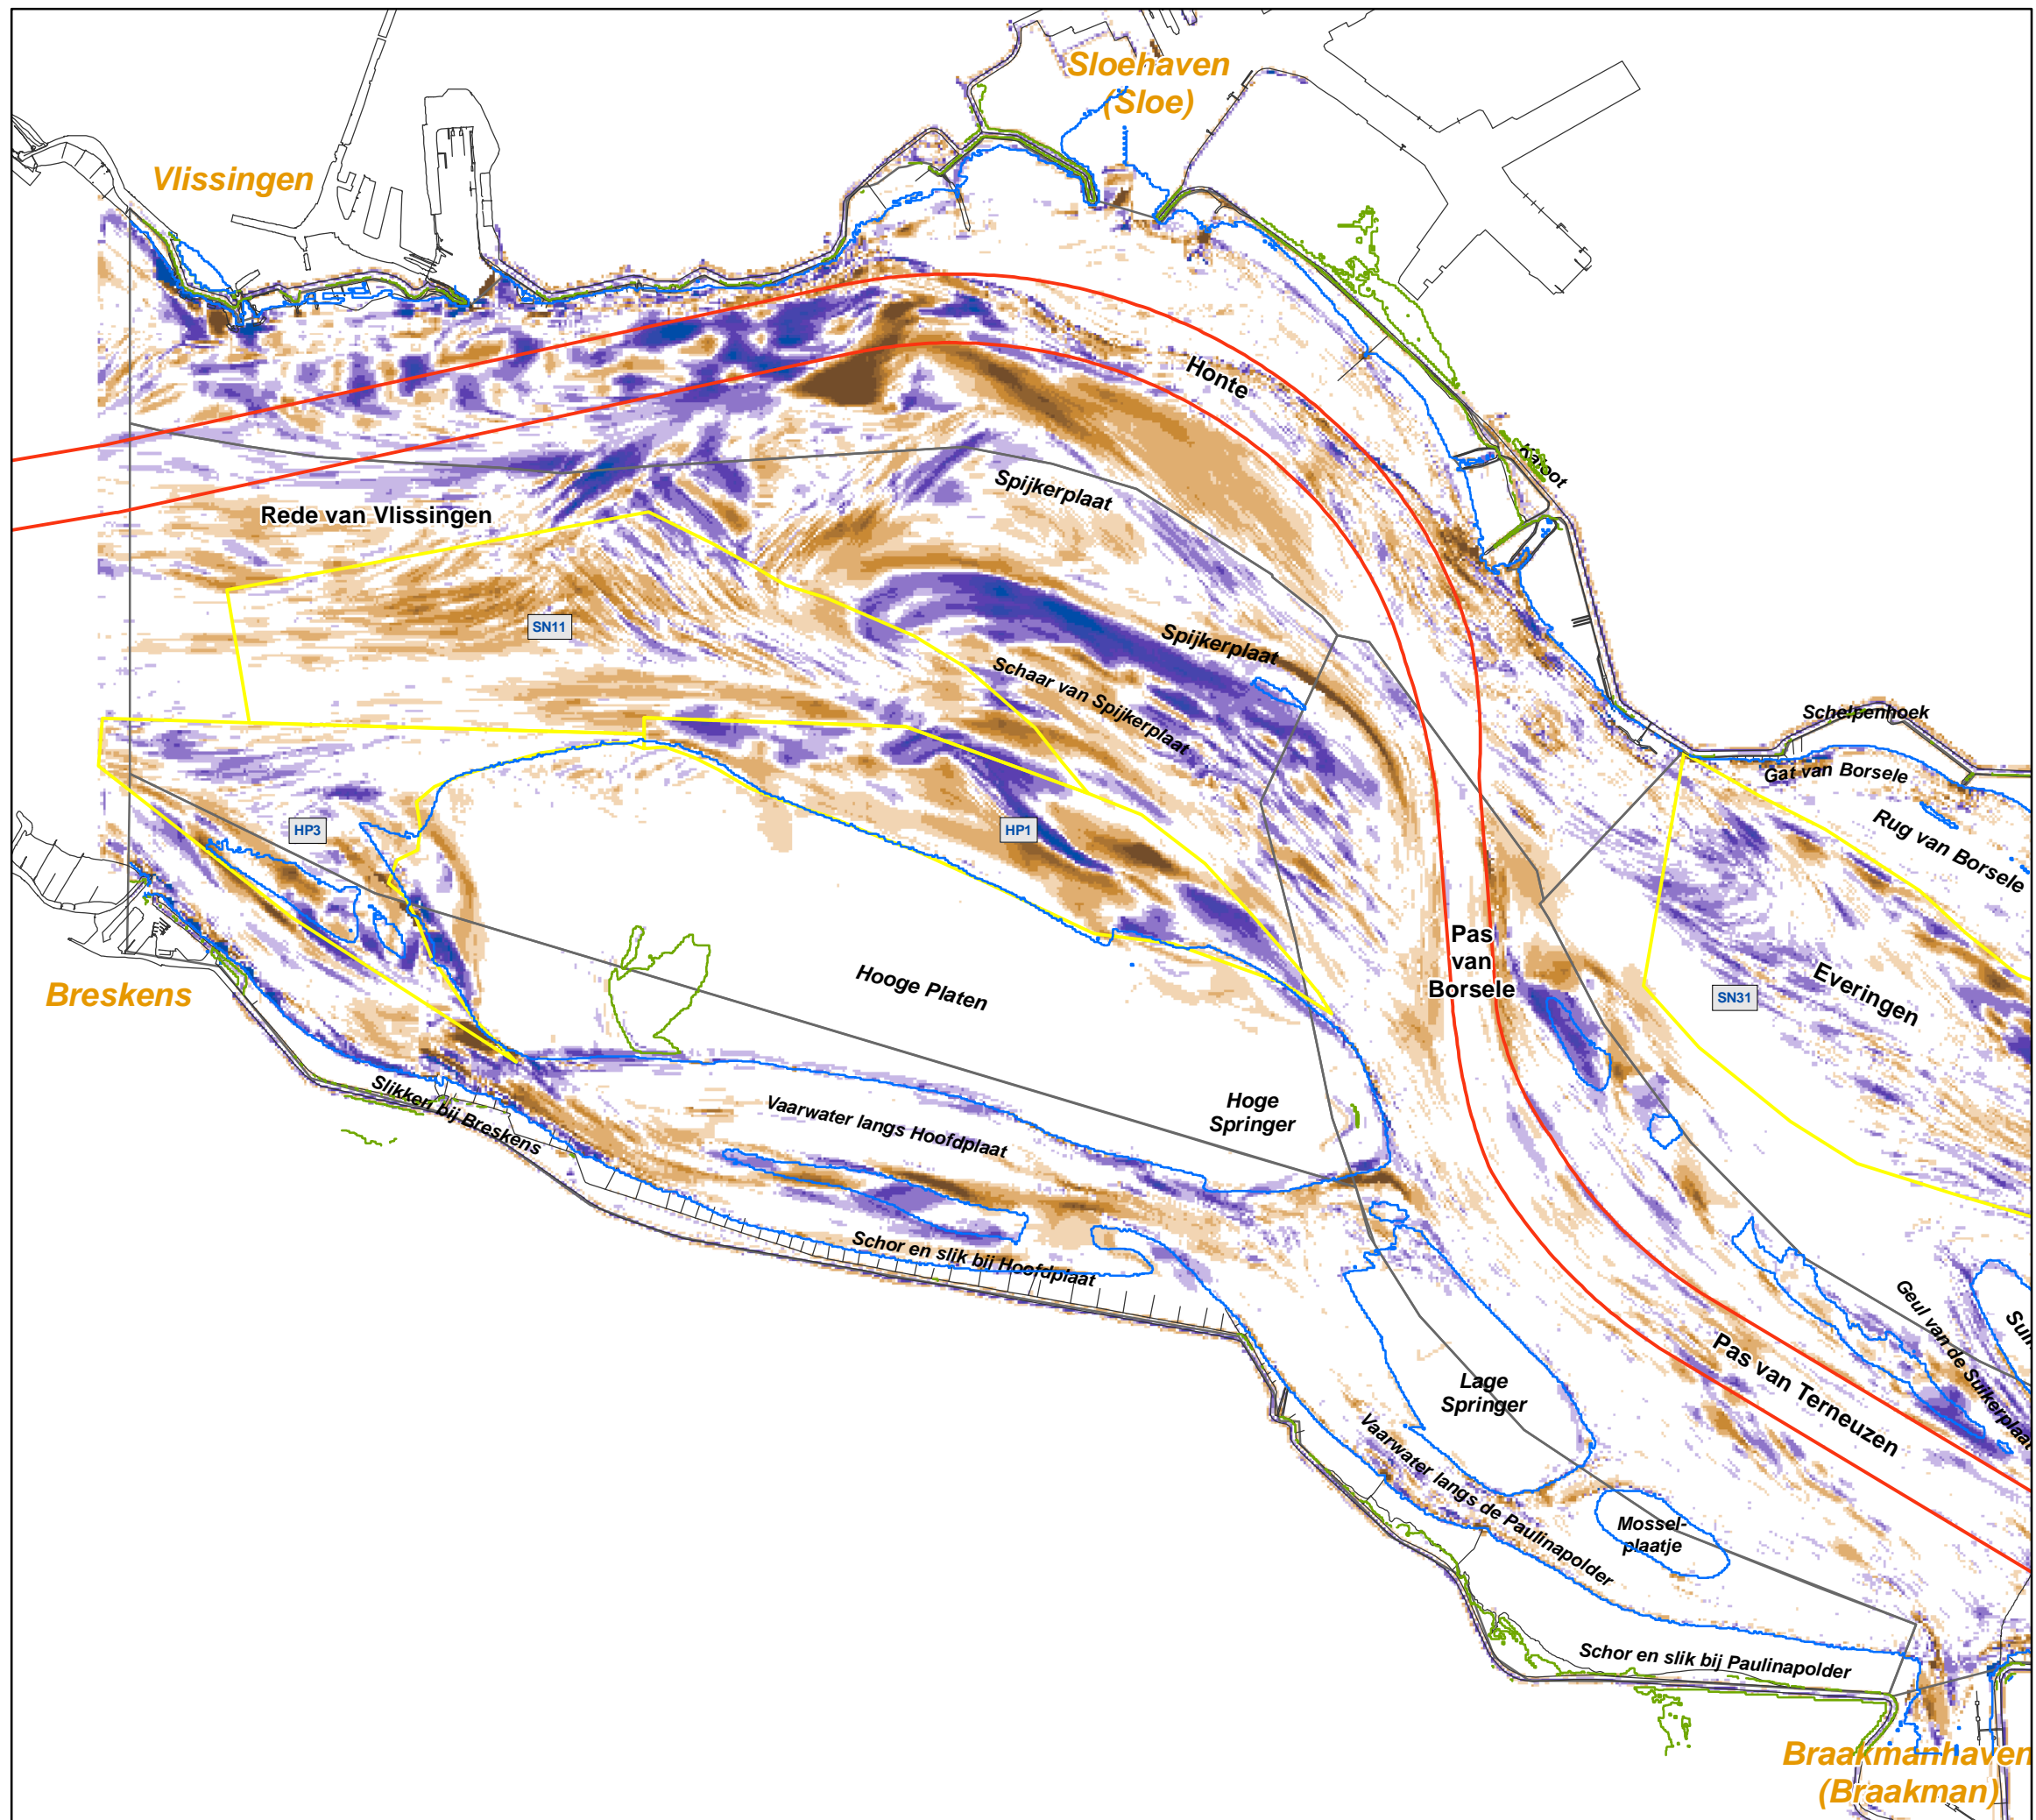 Sloehaven
(Sloe)
Vlissingen
Honte
Kaloot
Spijkerplaat
Rede van Vlissingen
SN11
Spijkerplaat
Schaar van Spijkerplaat
Schelpenhoek
Gat van Borsele
Rug van Borsele
HP3
HP1
Pas
van
Borsele
Everingen
SN31
Breskens
Hooge Platen
Slikken bij Breskens
Vaarwater langs Hoofdplaat
Hoge
Springer
Schor en slik bij Hoofdplaat
Geul van de Suikerplaat
Pas van Terneuzen
Lage
Springer
Vaarwater langs de Paulinapolder
Mossel-
plaatje
Schor en slik bij Paulinapolder
Braakmanhaven
(Braakman)